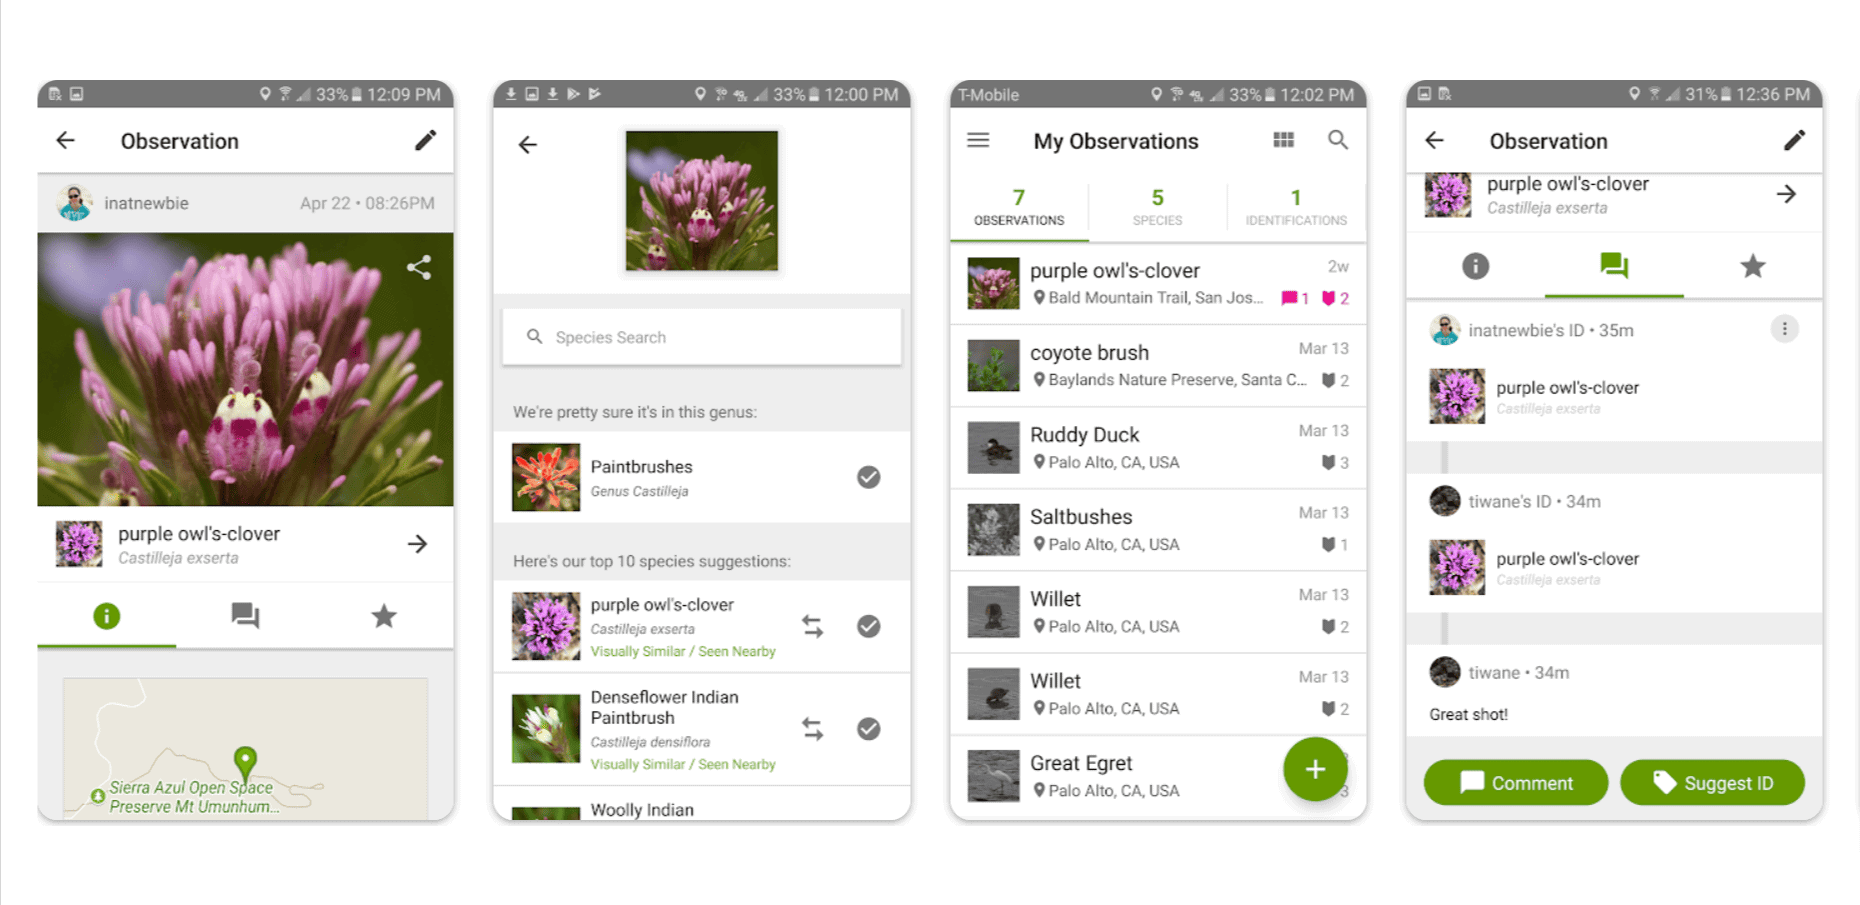 33% 12:09 PM
Observation
inatnewbie
Apr 22 • 08:26PM
purple owl's-clover
Castilleja exserta
Sierra Azul Open Space
Preserve Mt Umunhum...
33% 12:00 PM
Species Search
We're pretty sure it's in this genus:
Paintbrushes
Genus Castilleja
Here's our top 10 species suggestions:
purple owl's-clover
Castilleja exserta
Visually Similar / Seen Nearby
Denseflower Indian
Paintbrush
Castilleja densiflora
Visually Similar / Seen Nearby
Woolly Indian
T-Mobile
33% 12:02 PM
My Observations
7
OBSERVATIONS
5
SPECIES
1
IDENTIFICATIONS
purple owl's-clover
2w
Bald Mountain Trail, San Jos...
1
2
coyote brush
Mar 13
Baylands Nature Preserve, Santa C...
2
Ruddy Duck
Mar 13
Palo Alto, CA, USA
3
Saltbushes
Mar 13
Palo Alto, CA, USA
1
Willet
Mar 13
Palo Alto, CA, USA
2
Willet
Mar 13
Palo Alto, CA, USA
2
Great Egret
Palo Alto, CA, USA
3
31% 12:36 PM
Observation
purple owl's-clover
Castilleja exserta
inatnewbie's ID • 35m
purple owl's-clover
Castilleja exserta
tiwane's ID • 34m
purple owl's-clover
Castilleja exserta
tiwane • 34m
Great shot!
Comment
Suggest ID